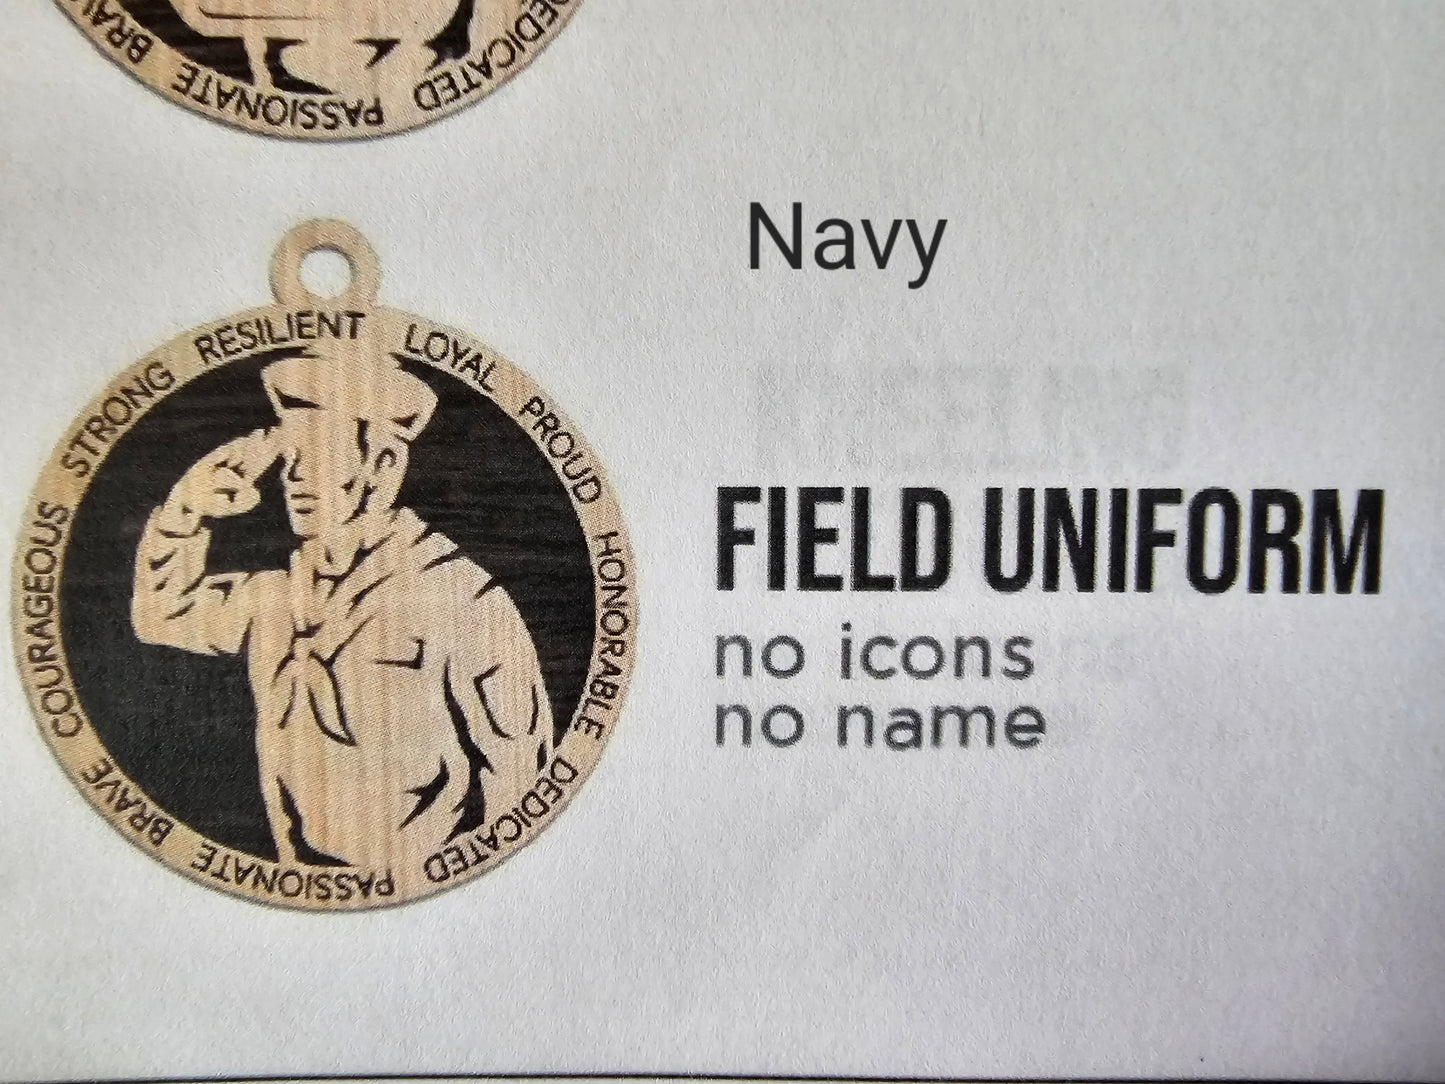 BRAVE PASSIONATE DEDICATED
Navy
COURAGEOUS STRONG RESILIENT LOYAL PROUD HONORABLE DEDICATED PASSIONATE BRAVE
FIELD UNIFORM
no icons
no name